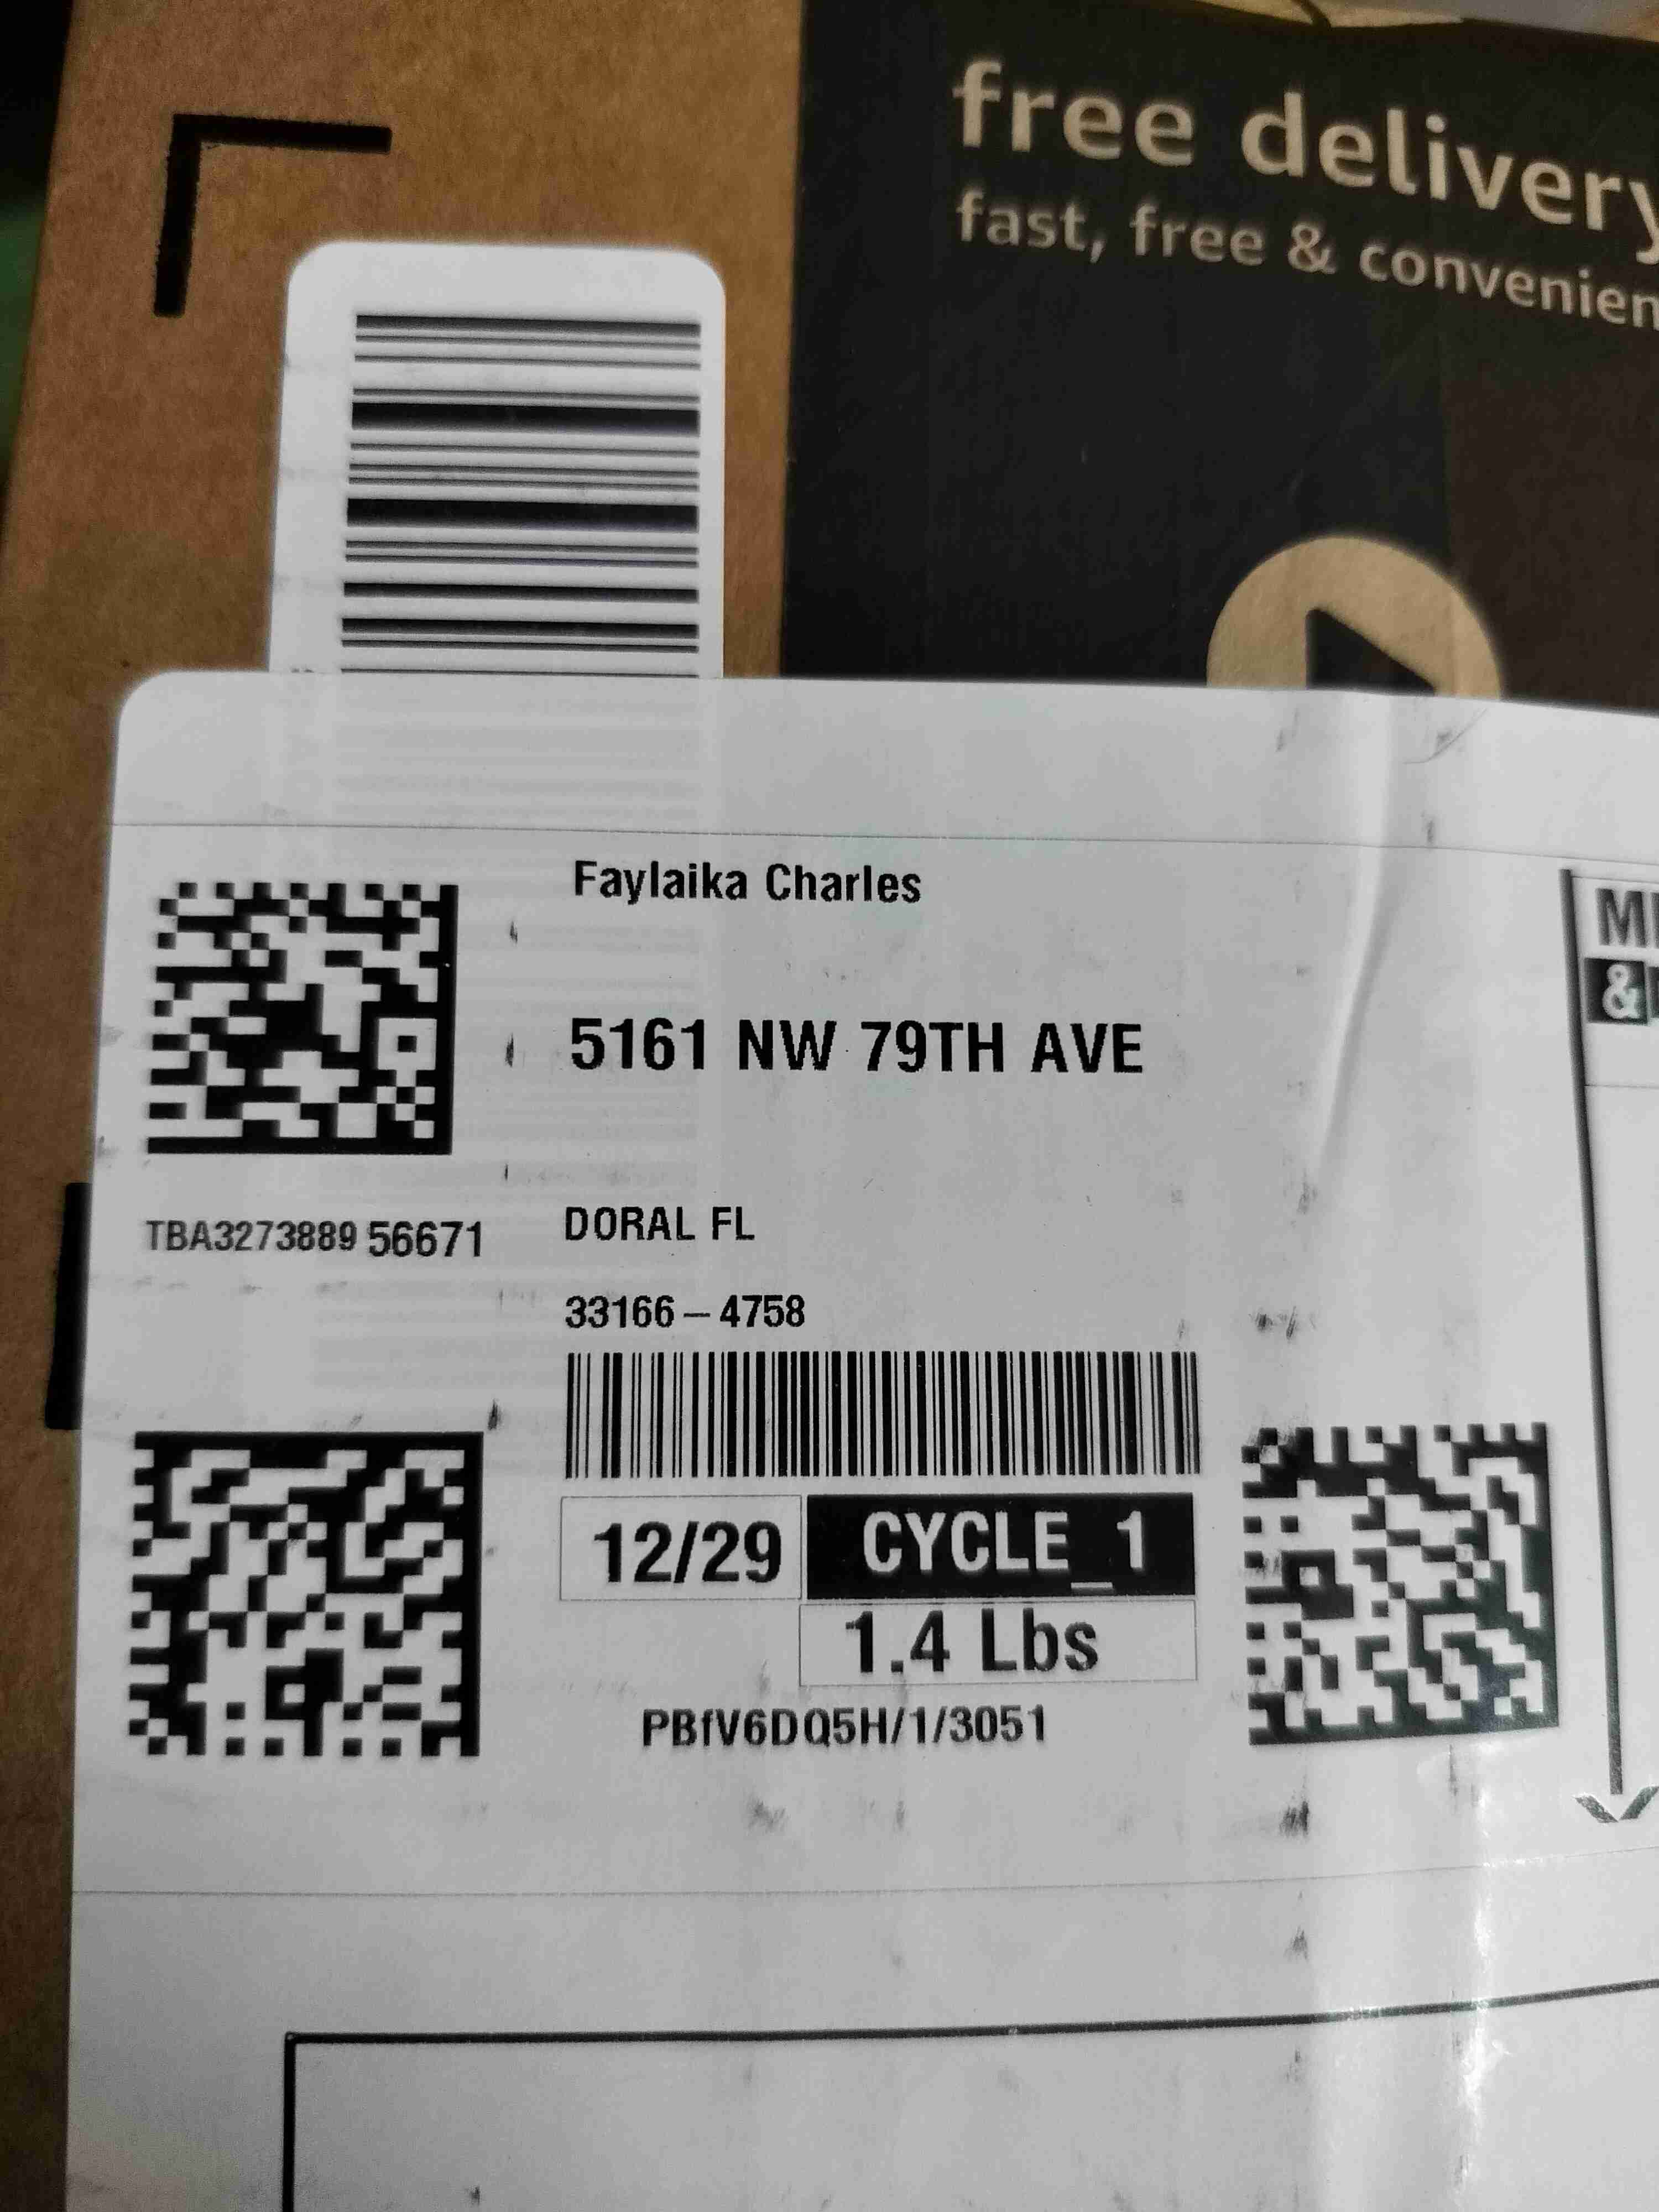 free delivery
fast, free & convenien
Faylaika Charles
5161 NW 79TH AVE
TBA3273889 56671
DORAL FL
33166 – 4758
12/29
CYCLE_1
1.4 Lbs
PBfV6DQ5H/1/3051
&